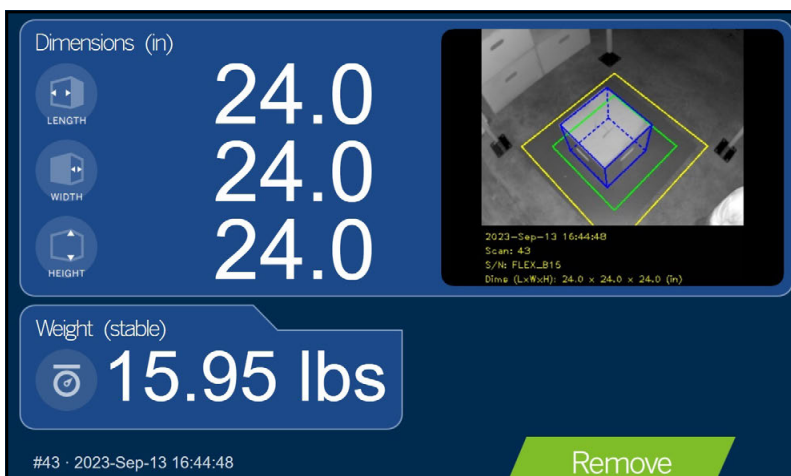 Dimensions (in)
LENGTH
24.0
WIDTH
24.0
HEIGHT
24.0
2023-Sep-13 16:44:48
Scan: 43
S/N: FLEX_B15
Dims (LxWxH): 24.0 x 24.0 x 24.0 (in)
Weight (stable)
15.95 lbs
#43 · 2023-Sep-13 16:44:48
Remove